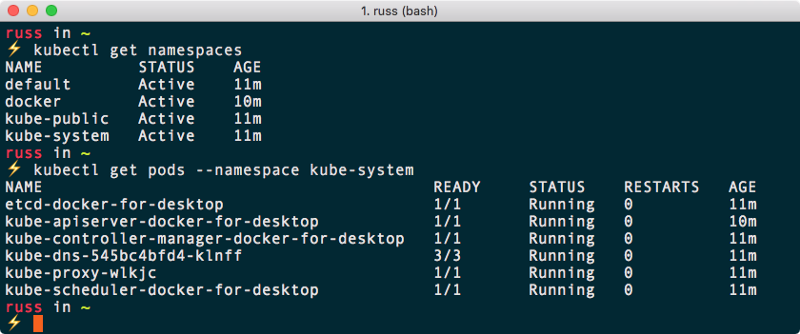 1. russ (bash)
russ in ~
⚡ kubectl get namespaces
NAME          STATUS    AGE
default       Active    11m
docker        Active    10m
kube-public   Active    11m
kube-system   Active    11m
russ in ~
⚡ kubectl get pods --namespace kube-system
NAME                                         READY     STATUS    RESTARTS   AGE
etcd-docker-for-desktop                      1/1       Running   0          11m
kube-apiserver-docker-for-desktop            1/1       Running   0          10m
kube-controller-manager-docker-for-desktop   1/1       Running   0          11m
kube-dns-545bc4bfd4-klnff                    3/3       Running   0          11m
kube-proxy-wlkjc                             1/1       Running   0          11m
kube-scheduler-docker-for-desktop            1/1       Running   0          11m
russ in ~
⚡